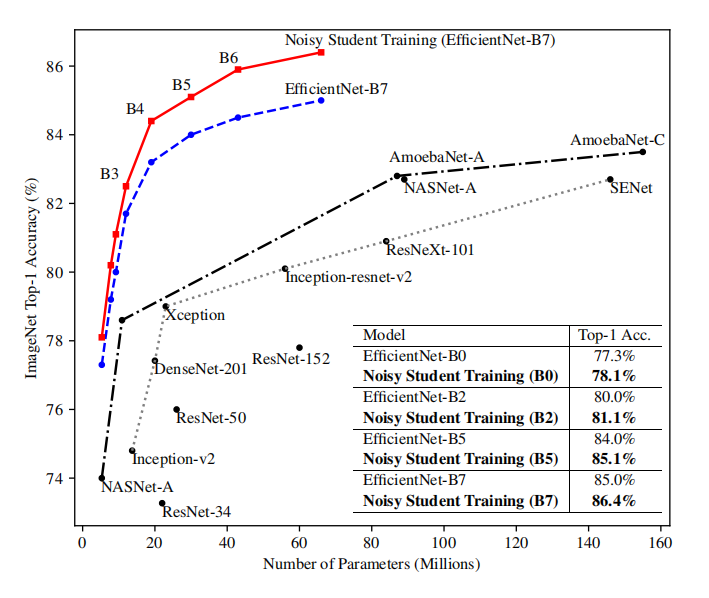 Noisy Student Training (EfficientNet-B7)
B6
B5
EfficientNet-B7
B4
AmoebaNet-C
AmoebaNet-A
B3
NASNet-A
SENet
ResNeXt-101
Inception-resnet-v2
Xception
ResNet-152
DenseNet-201
ResNet-50
Inception-v2
NASNet-A
ResNet-34
Model Top-1 Acc.
EfficientNet-B0 77.3%
Noisy Student Training (B0) 78.1%
EfficientNet-B2 80.0%
Noisy Student Training (B2) 81.1%
EfficientNet-B5 84.0%
Noisy Student Training (B5) 85.1%
EfficientNet-B7 85.0%
Noisy Student Training (B7) 86.4%
ImageNet Top-1 Accuracy (%)
86
84
82
80
78
76
74
0 20 40 60 80 100 120 140 160
Number of Parameters (Millions)